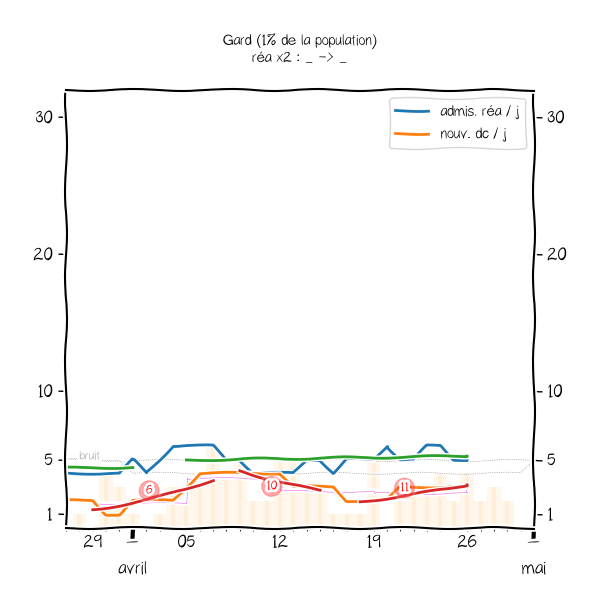 Gard (1% de la population)
réa x2 : _ -> _
admis. réa / j
nouv. dc / j
30 30
20 20
10 10
5 bruit 5
6 10 11
1 1
29 05 12 19 26
avril mai